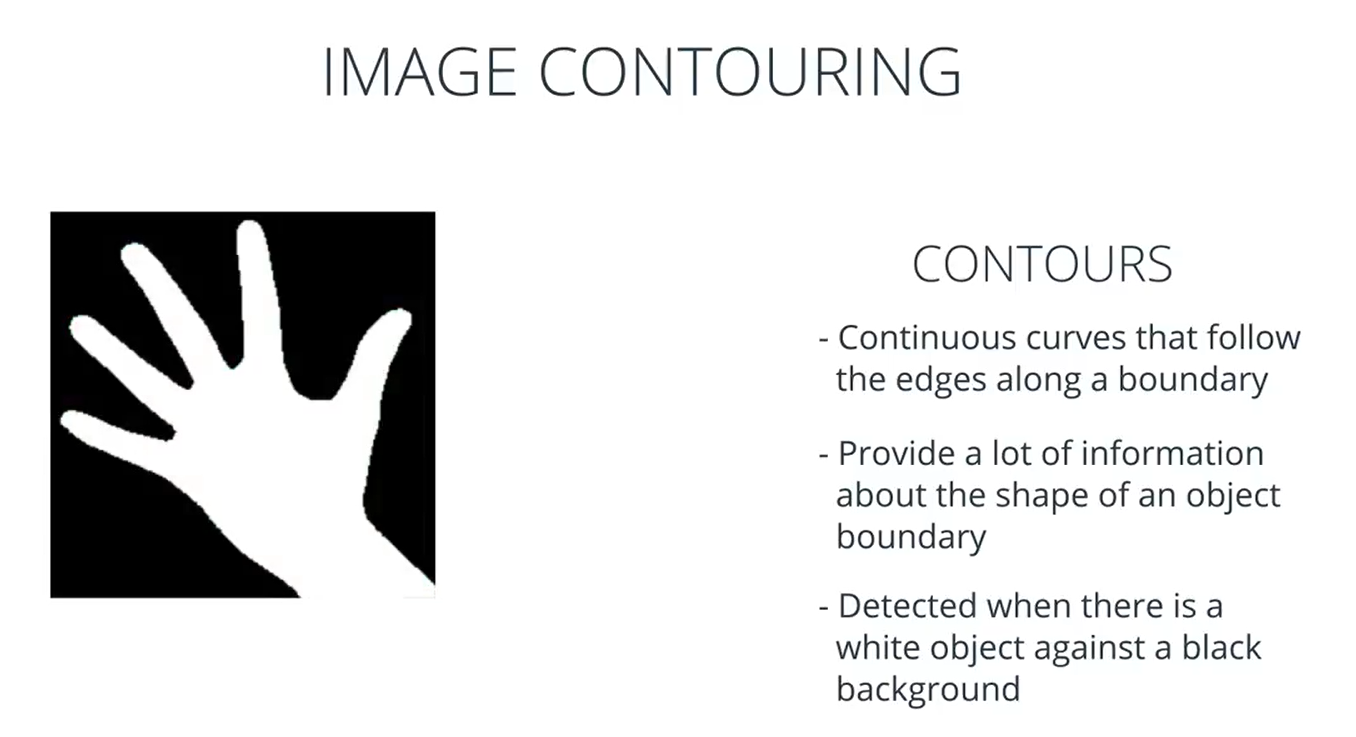 IMAGE CONTOURING
CONTOURS
- Continuous curves that follow
the edges along a boundary
- Provide a lot of information
about the shape of an object
boundary
- Detected when there is a
white object against a black
background